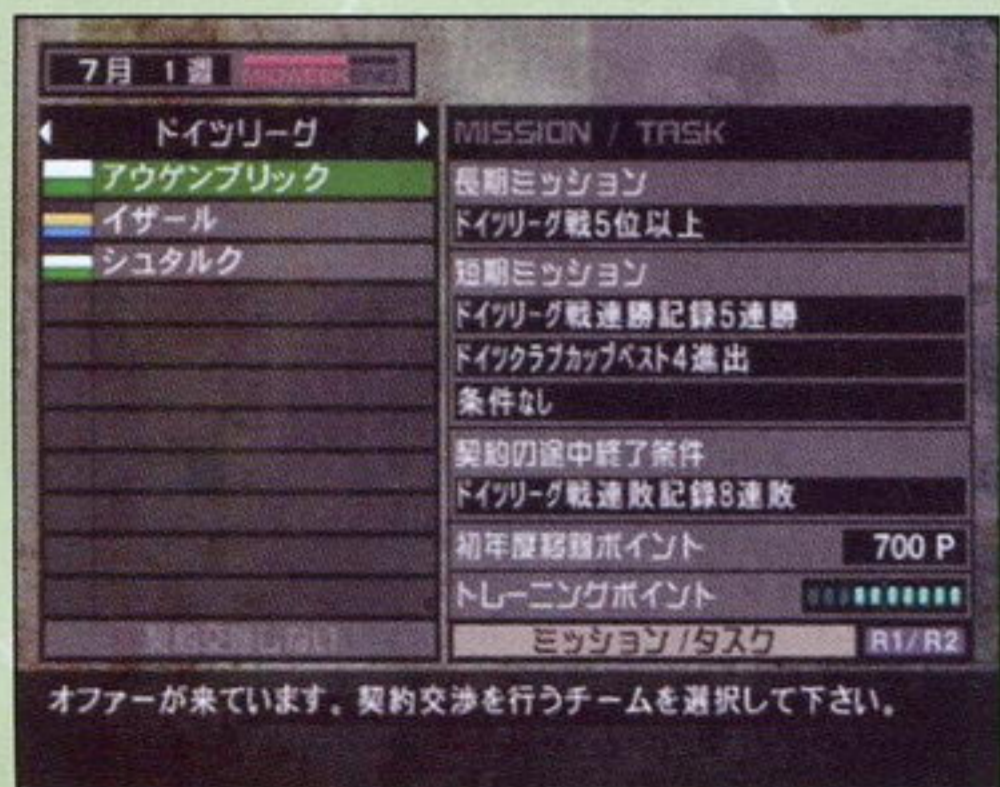 7月 1週 MIDWEEK END
ドイツリーグ
アウゲンブリック
イザール
シュタルク
MISSION / TASK
長期ミッション
ドイツリーグ戦5位以上
短期ミッション
ドイツリーグ戦連勝記録5連勝
ドイツクラブカップベスト4進出
条件なし
契約の途中終了条件
ドイツリーグ戦連敗記録8連敗
初年度移籍ポイント 700 P
トレーニングポイント
ミッション/タスク R1/R2
オファーが来ています。契約交渉を行うチームを選択して下さい。